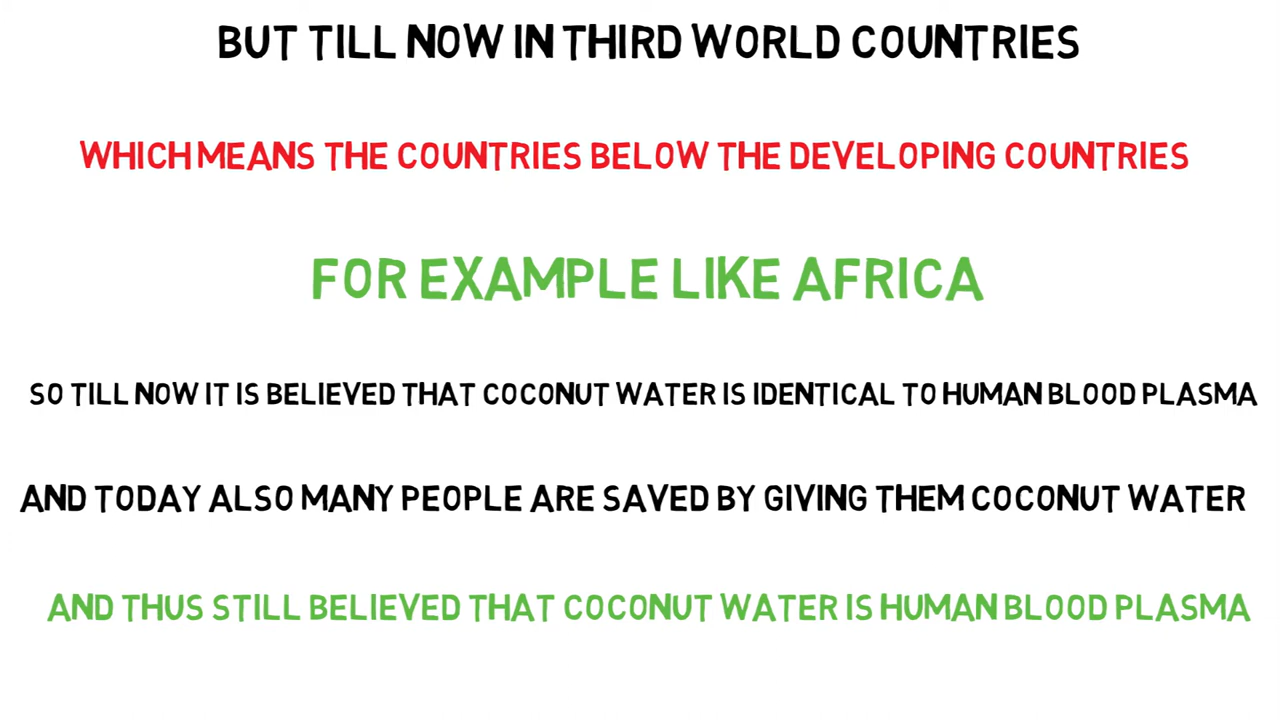 BUT TILL NOW IN THIRD WORLD COUNTRIES
WHICH MEANS THE COUNTRIES BELOW THE DEVELOPING COUNTRIES
FOR EXAMPLE LIKE AFRICA
SO TILL NOW IT IS BELIEVED THAT COCONUT WATER IS IDENTICAL TO HUMAN BLOOD PLASMA
AND TODAY ALSO MANY PEOPLE ARE SAVED BY GIVING THEM COCONUT WATER
AND THUS STILL BELIEVED THAT COCONUT WATER IS HUMAN BLOOD PLASMA